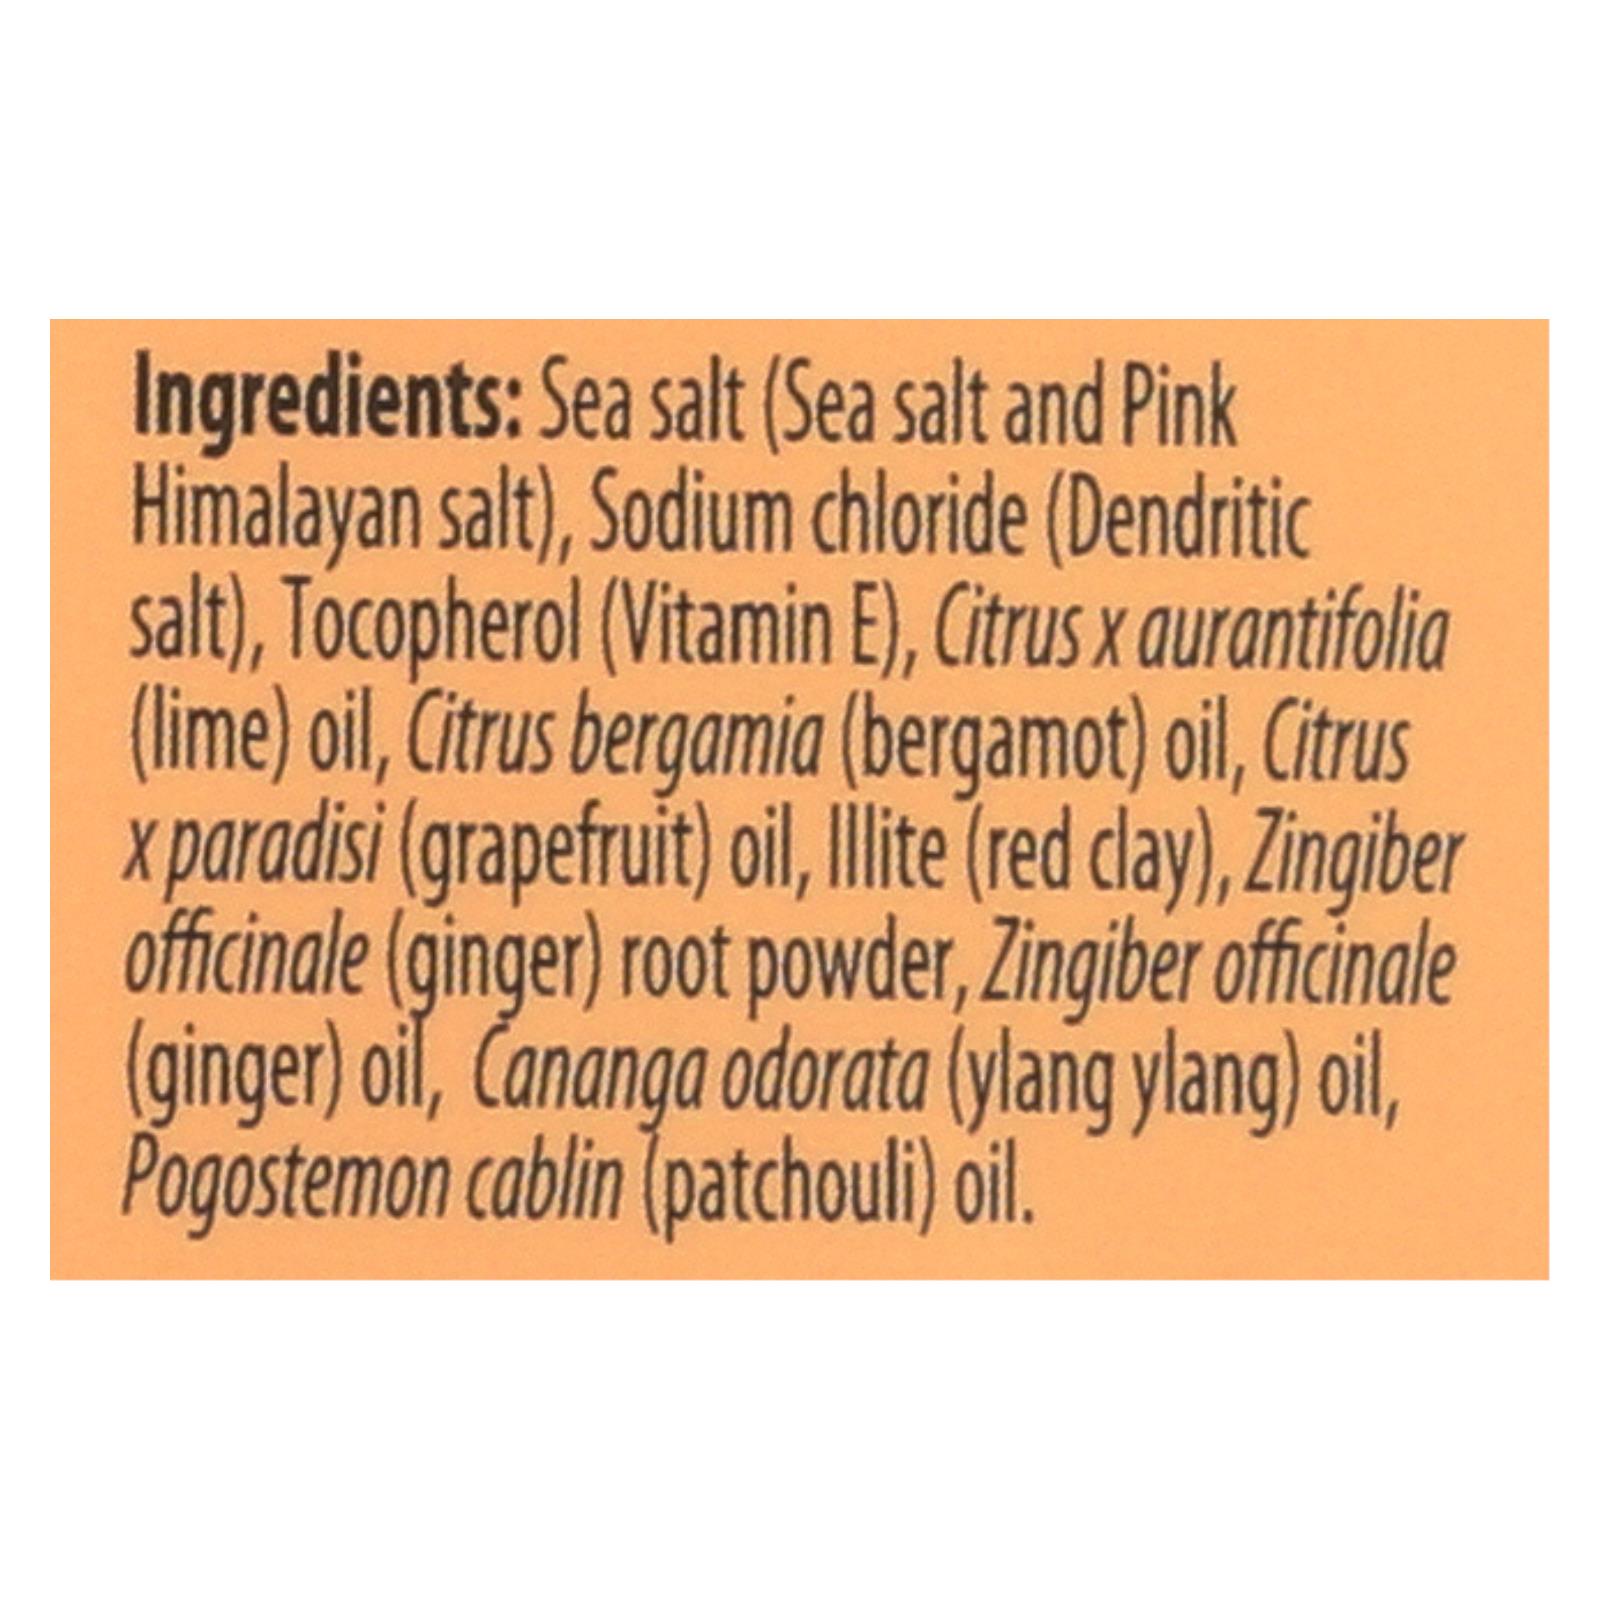 Ingredients: Sea salt (Sea salt and Pink
Himalayan salt), Sodium chloride (Dendritic
salt), Tocopherol (Vitamin E), Citrus x aurantifolia
(lime) oil, Citrus bergamia (bergamot) oil, Citrus
x paradisi (grapefruit) oil, Illite (red clay), Zingiber
officinale (ginger) root powder, Zingiber officinale
(ginger) oil, Cananga odorata (ylang ylang) oil,
Pogostemon cablin (patchouli) oil.